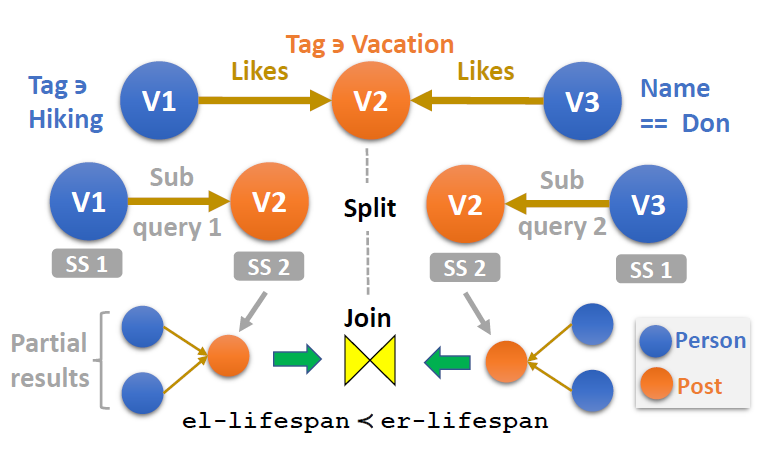 Tag ∍ Vacation
Likes
Likes
Tag ∍
Hiking
V1
V2
V3
Name
== Don
V1
Sub
query 1
V2
Split
V2
Sub
query 2
V3
SS 1
SS 2
SS 2
SS 1
Join
Partial
results
Person
Post
el-lifespan ≺ er-lifespan